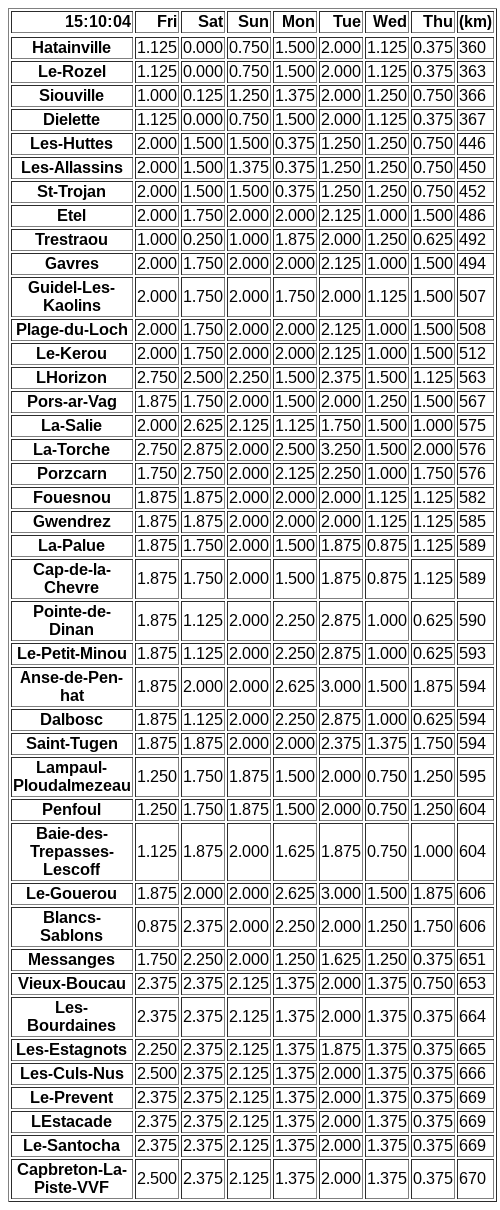 15:10:04 Fri Sat Sun Mon Tue Wed Thu (km)
Hatainville 1.125 0.000 0.750 1.500 2.000 1.125 0.375 360
Le-Rozel 1.125 0.000 0.750 1.500 2.000 1.125 0.375 363
Siouville 1.000 0.125 1.250 1.375 2.000 1.250 0.750 366
Dielette 1.125 0.000 0.750 1.500 2.000 1.125 0.375 367
Les-Huttes 2.000 1.500 1.500 0.375 1.250 1.250 0.750 446
Les-Allassins 2.000 1.500 1.375 0.375 1.250 1.250 0.750 450
St-Trojan 2.000 1.500 1.500 0.375 1.250 1.250 0.750 452
Etel 2.000 1.750 2.000 2.000 2.125 1.000 1.500 486
Trestraou 1.000 0.250 1.000 1.875 2.000 1.250 0.625 492
Gavres 2.000 1.750 2.000 2.000 2.125 1.000 1.500 494
Guidel-Les-
Kaolins 2.000 1.750 2.000 1.750 2.000 1.125 1.500 507
Plage-du-Loch 2.000 1.750 2.000 2.000 2.125 1.000 1.500 508
Le-Kerou 2.000 1.750 2.000 2.000 2.125 1.000 1.500 512
LHorizon 2.750 2.500 2.250 1.500 2.375 1.500 1.125 563
Pors-ar-Vag 1.875 1.750 2.000 1.500 2.000 1.250 1.500 567
La-Salie 2.000 2.625 2.125 1.125 1.750 1.500 1.000 575
La-Torche 2.750 2.875 2.000 2.500 3.250 1.500 2.000 576
Porzcarn 1.750 2.750 2.000 2.125 2.250 1.000 1.750 576
Fouesnou 1.875 1.875 2.000 2.000 2.000 1.125 1.125 582
Gwendrez 1.875 1.875 2.000 2.000 2.000 1.125 1.125 585
La-Palue 1.875 1.750 2.000 1.500 1.875 0.875 1.125 589
Cap-de-la-
Chevre 1.875 1.750 2.000 1.500 1.875 0.875 1.125 589
Pointe-de-
Dinan 1.875 1.125 2.000 2.250 2.875 1.000 0.625 590
Le-Petit-Minou 1.875 1.125 2.000 2.250 2.875 1.000 0.625 593
Anse-de-Pen-
hat 1.875 2.000 2.000 2.625 3.000 1.500 1.875 594
Dalbosc 1.875 1.125 2.000 2.250 2.875 1.000 0.625 594
Saint-Tugen 1.875 1.875 2.000 2.000 2.375 1.375 1.750 594
Lampaul-
Ploudalmezeau 1.250 1.750 1.875 1.500 2.000 0.750 1.250 595
Penfoul 1.250 1.750 1.875 1.500 2.000 0.750 1.250 604
Baie-des-
Trepasses-
Lescoff 1.125 1.875 2.000 1.625 1.875 0.750 1.000 604
Le-Gouerou 1.875 2.000 2.000 2.625 3.000 1.500 1.875 606
Blancs-
Sablons 0.875 2.375 2.000 2.250 2.000 1.250 1.750 606
Messanges 1.750 2.250 2.000 1.250 1.625 1.250 0.375 651
Vieux-Boucau 2.375 2.375 2.125 1.375 2.000 1.375 0.750 653
Les-
Bourdaines 2.375 2.375 2.125 1.375 2.000 1.375 0.375 664
Les-Estagnots 2.250 2.375 2.125 1.375 1.875 1.375 0.375 665
Les-Culs-Nus 2.500 2.375 2.125 1.375 2.000 1.375 0.375 666
Le-Prevent 2.375 2.375 2.125 1.375 2.000 1.375 0.375 669
LEstacade 2.375 2.375 2.125 1.375 2.000 1.375 0.375 669
Le-Santocha 2.375 2.375 2.125 1.375 2.000 1.375 0.375 669
Capbreton-La-
Piste-VVF 2.500 2.375 2.125 1.375 2.000 1.375 0.375 670